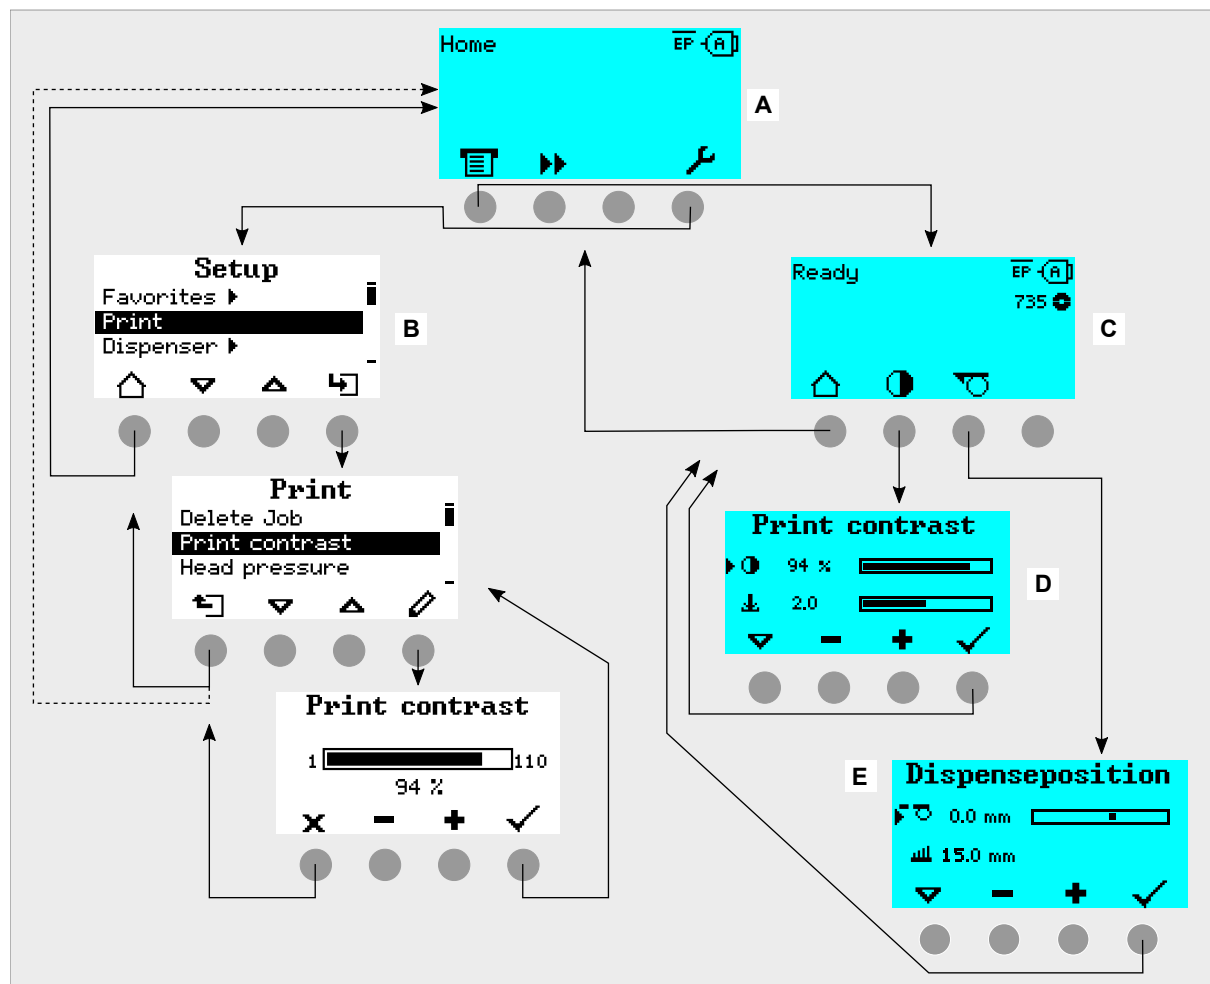 Home EP A
A
Setup
Favorites
Print
Dispenser
B
Ready EP A
735
C
Print
Delete Job
Print contrast
Head pressure
Print contrast
94 %
2.0
D
Print contrast
1 110
94 %
E
Dispenseposition
0.0 mm
15.0 mm